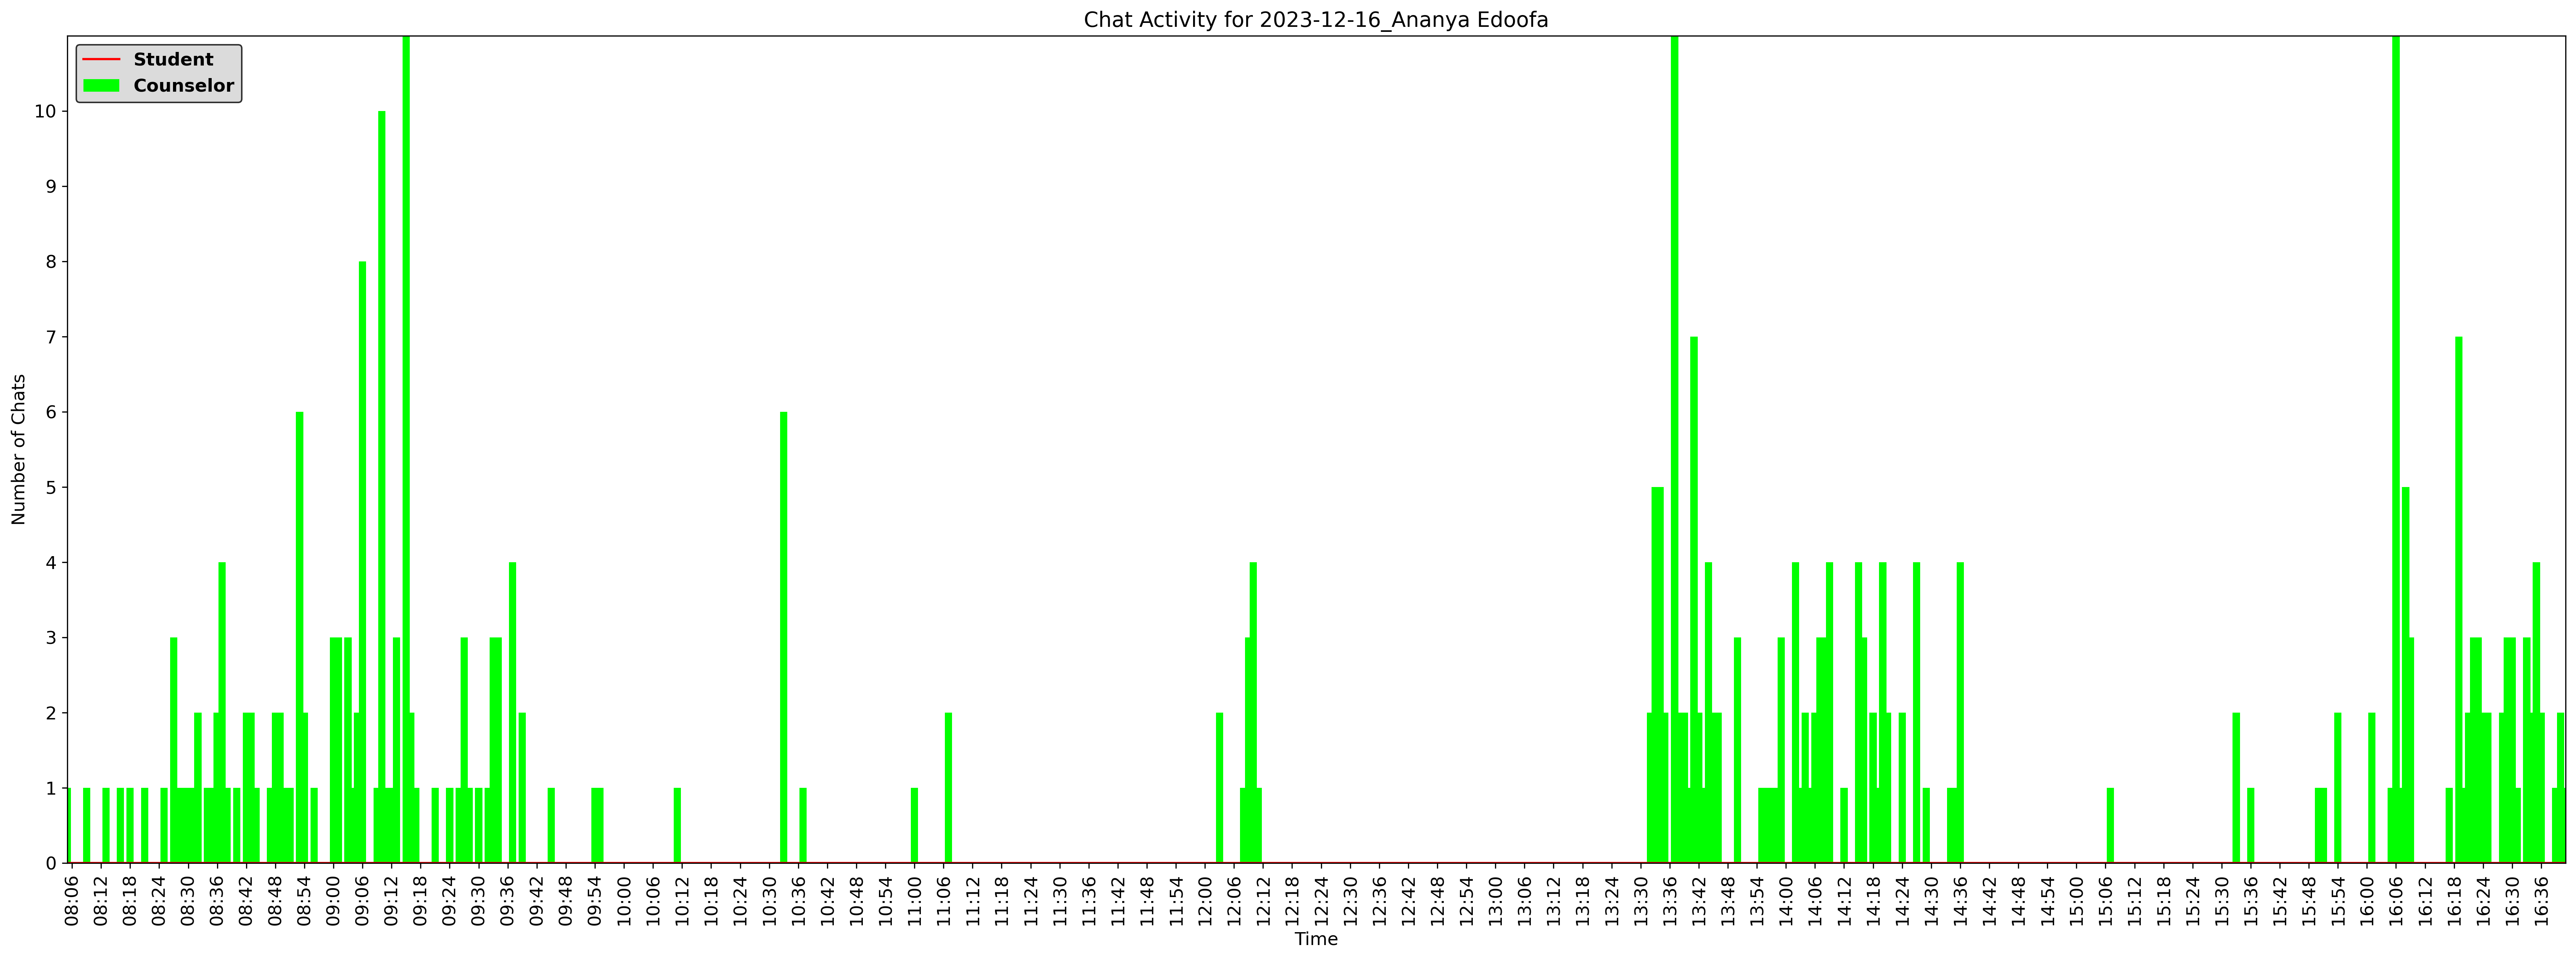 Chat Activity for 2023-12-16_Ananya Edoofa
Student
Counselor
Number of Chats
10
9
8
7
6
5
4
3
2
1
0
08:06 08:12 08:18 08:24 08:30 08:36 08:42 08:48 08:54 09:00 09:06 09:12 09:18 09:24 09:30 09:36 09:42 09:48 09:54 10:00 10:06 10:12 10:18 10:24 10:30 10:36 10:42 10:48 10:54 11:00 11:06 11:12 11:18 11:24 11:30 11:36 11:42 11:48 11:54 12:00 12:06 12:12 12:18 12:24 12:30 12:36 12:42 12:48 12:54 13:00 13:06 13:12 13:18 13:24 13:30 13:36 13:42 13:48 13:54 14:00 14:06 14:12 14:18 14:24 14:30 14:36 14:42 14:48 14:54 15:00 15:06 15:12 15:18 15:24 15:30 15:36 15:42 15:48 15:54 16:00 16:06 16:12 16:18 16:24 16:30 16:36
Time